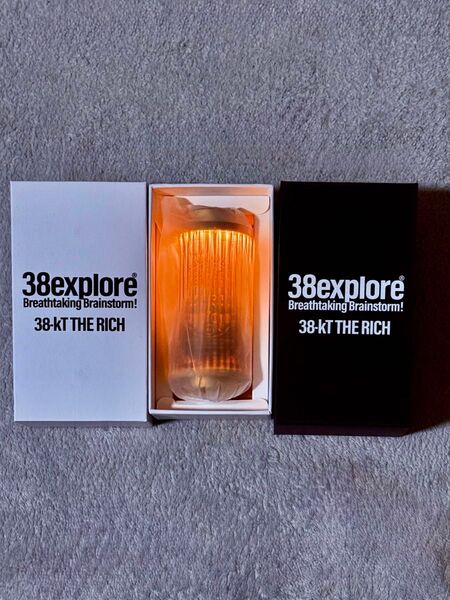 38explore®
Breathtaking Brainstorm!
38-kT THE RICH
38explore®
Breathtaking Brainstorm!
38-kT THE RICH